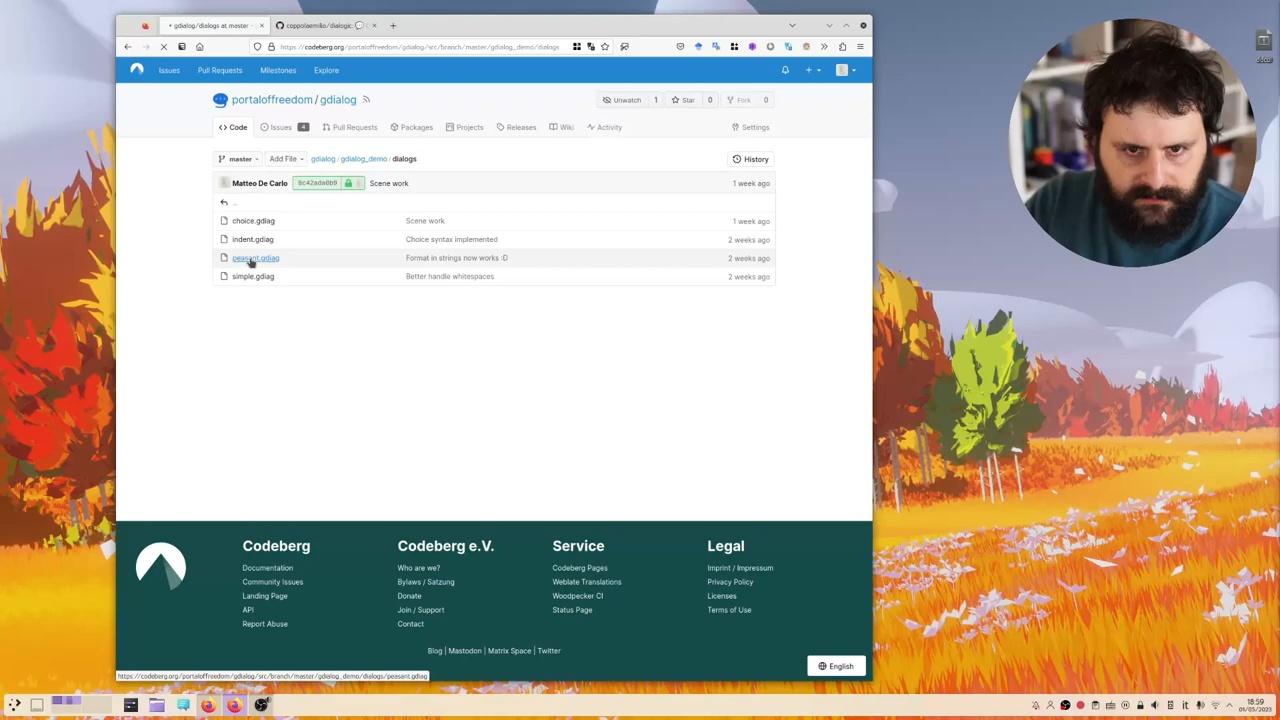 gdialog/dialogs at master -
coppolaemilio/dialogic: 💬
https://codeberg.org/portaloffreedom/gdialog/src/branch/master/gdialog_demo/dialogs
Issues Pull Requests Milestones Explore
portaloffreedom/gdialog
Unwatch 1 Star 0 Fork 0
Code Issues 4 Pull Requests Packages Projects Releases Wiki Activity Settings
master Add File gdialog/gdialog_demo/dialogs History
Matteo De Carlo 8c42ada0b9 Scene work 1 week ago
..
choice.gdiag Scene work 1 week ago
indent.gdiag Choice syntax implemented 2 weeks ago
peasant.gdiag Format in strings now works :D 2 weeks ago
simple.gdiag Better handle whitespaces 2 weeks ago
Codeberg Codeberg e.V. Service Legal
Documentation Who are we? Codeberg Pages Imprint / Impressum
Community Issues Bylaws / Satzung Weblate Translations Privacy Policy
Landing Page Donate Woodpecker CI Licenses
API Join / Support Status Page Terms of Use
Report Abuse Contact
Blog | Mastodon | Matrix Space | Twitter
English
https://codeberg.org/portaloffreedom/gdialog/src/branch/master/gdialog_demo/dialogs/peasant.gdiag
it
18:59
01/05/2023